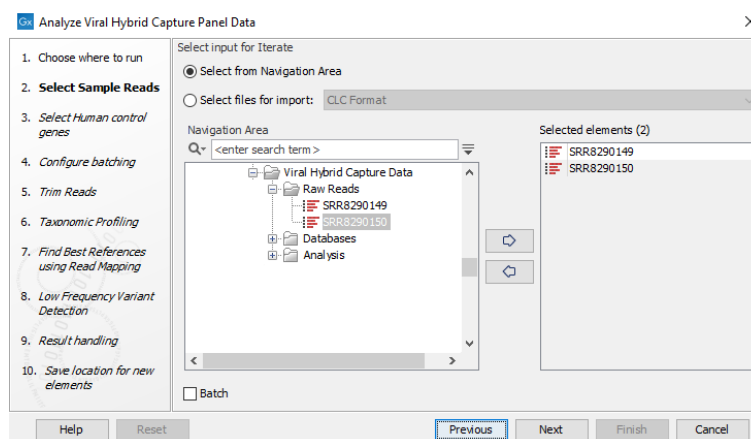 Gx Analyze Viral Hybrid Capture Panel Data
1. Choose where to run
2. Select Sample Reads
3. Select Human control
genes
4. Configure batching
5. Trim Reads
6. Taxonomic Profiling
7. Find Best References
using Read Mapping
8. Low Frequency Variant
Detection
9. Result handling
10. Save location for new
elements
Select input for Iterate
Select from Navigation Area
Select files for import: CLC Format
Navigation Area
<enter search term>
Viral Hybrid Capture Data
Raw Reads
SRR8290149
SRR8290150
Databases
Analysis
Batch
Selected elements (2)
SRR8290149
SRR8290150
Help Reset Previous Next Finish Cancel